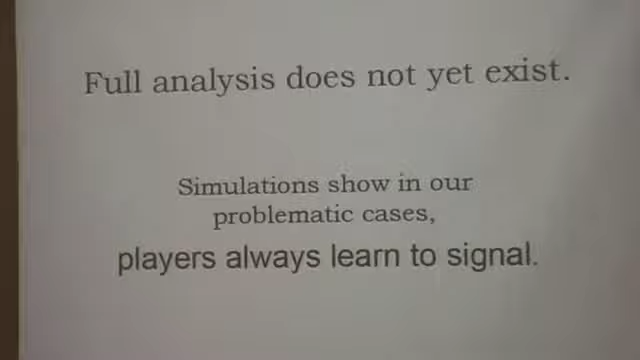 Full analysis does not yet exist.
Simulations show in our
problematic cases,
players always learn to signal.